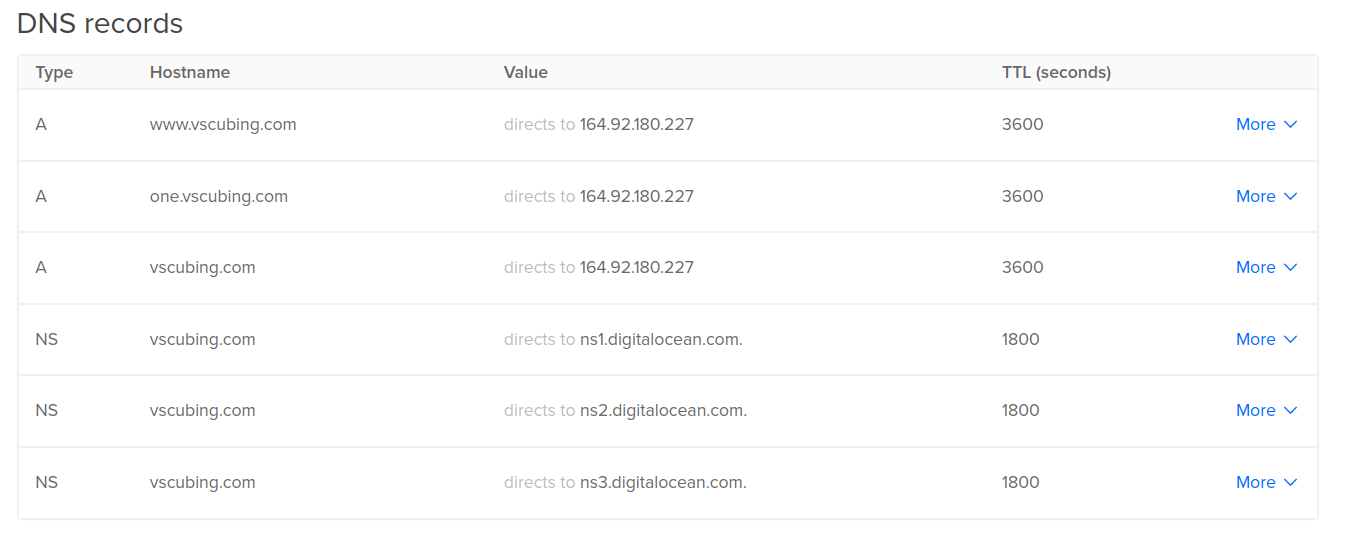 DNS records
Type Hostname Value TTL (seconds)
A www.vscubing.com directs to 164.92.180.227 3600 More
A one.vscubing.com directs to 164.92.180.227 3600 More
A vscubing.com directs to 164.92.180.227 3600 More
NS vscubing.com directs to ns1.digitalocean.com. 1800 More
NS vscubing.com directs to ns2.digitalocean.com. 1800 More
NS vscubing.com directs to ns3.digitalocean.com. 1800 More